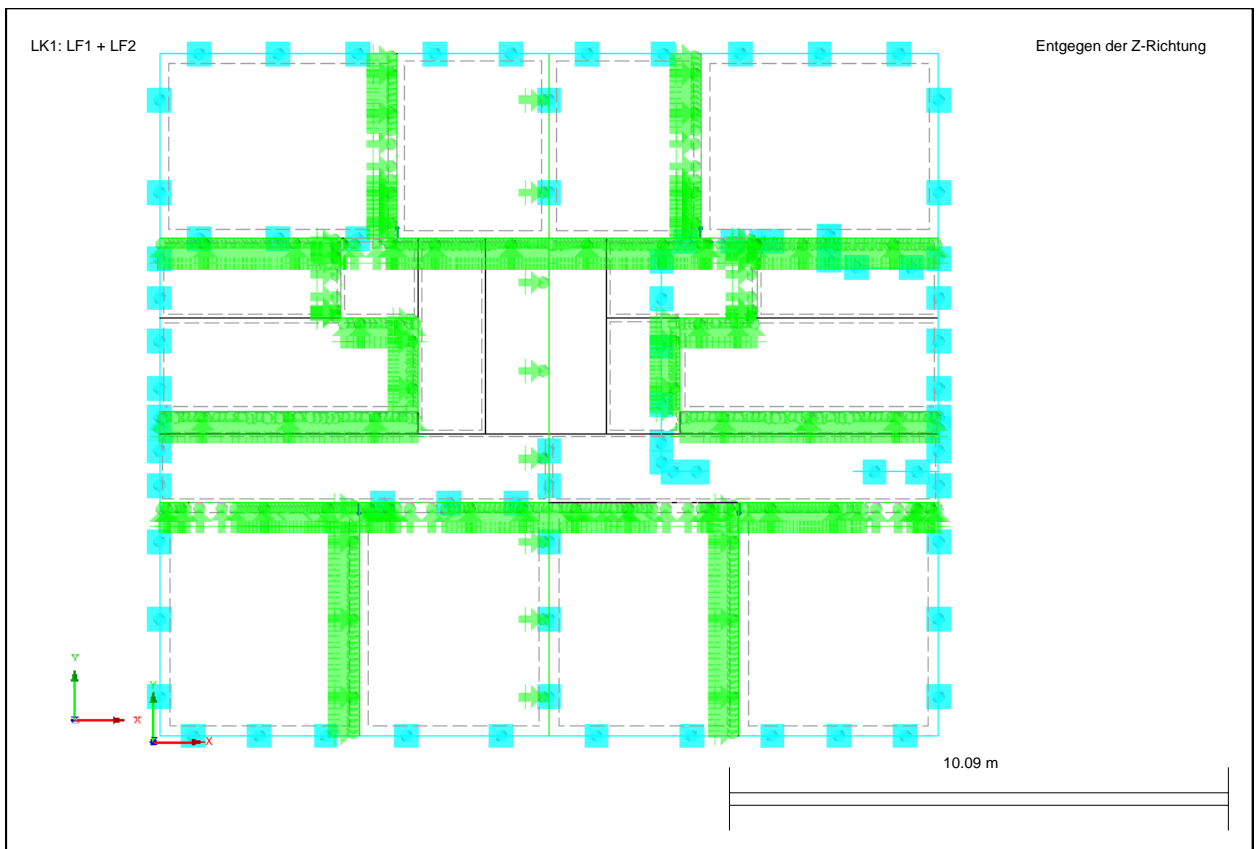 LK1: LF1 + LF2
Entgegen der Z-Richtung
Y
X
Y
X
10.09 m